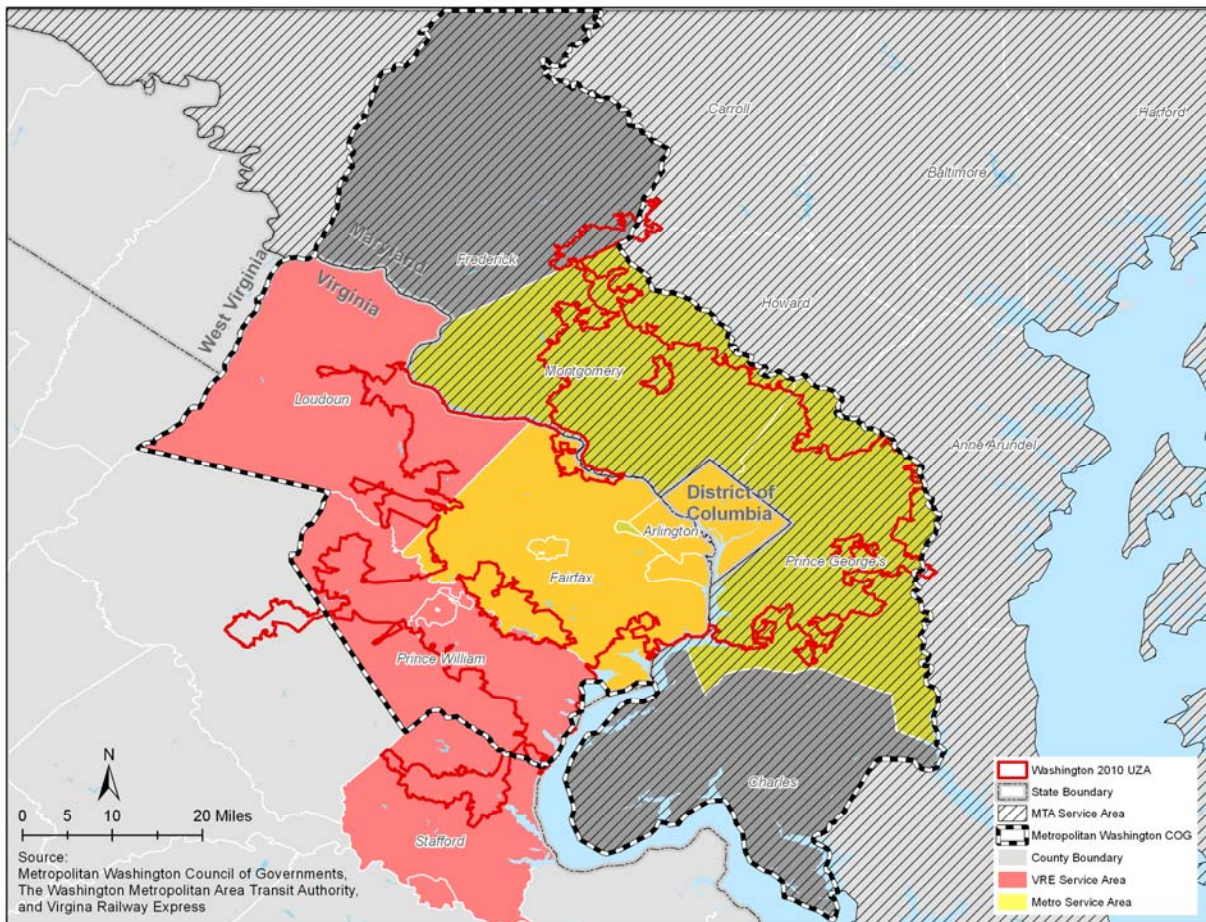 Carroll
Harford
Baltimore
Maryland
Frederick
West Virginia
Virginia
Howard
Montgomery
Loudoun
Anne Arundel
District of
Columbia
Arlington
Prince George's
Fairfax
Prince William
Charles
Stafford
N
0 5 10 20 Miles
Source:
Metropolitan Washington Council of Governments,
The Washington Metropolitan Area Transit Authority,
and Virgina Railway Express
Washington 2010 UZA
State Boundary
MTA Service Area
Metropolitan Washington COG
County Boundary
VRE Service Area
Metro Service Area